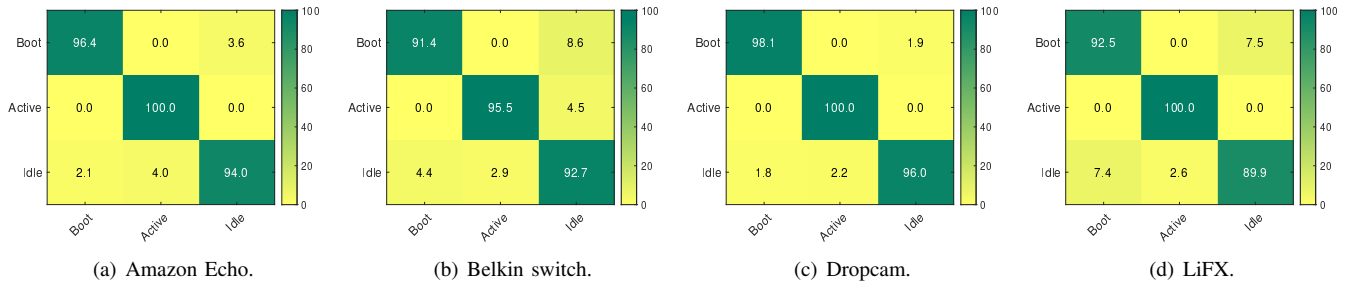 Boot 96.4 0.0 3.6
Active 0.0 100.0 0.0
Idle 2.1 4.0 94.0
Boot Active Idle
100
80
60
40
20
0
(a) Amazon Echo.
Boot 91.4 0.0 8.6
Active 0.0 95.5 4.5
Idle 4.4 2.9 92.7
Boot Active Idle
100
80
60
40
20
0
(b) Belkin switch.
Boot 98.1 0.0 1.9
Active 0.0 100.0 0.0
Idle 1.8 2.2 96.0
Boot Active Idle
100
80
60
40
20
0
(c) Dropcam.
Boot 92.5 0.0 7.5
Active 0.0 100.0 0.0
Idle 7.4 2.6 89.9
Boot Active Idle
100
80
60
40
20
0
(d) LiFX.